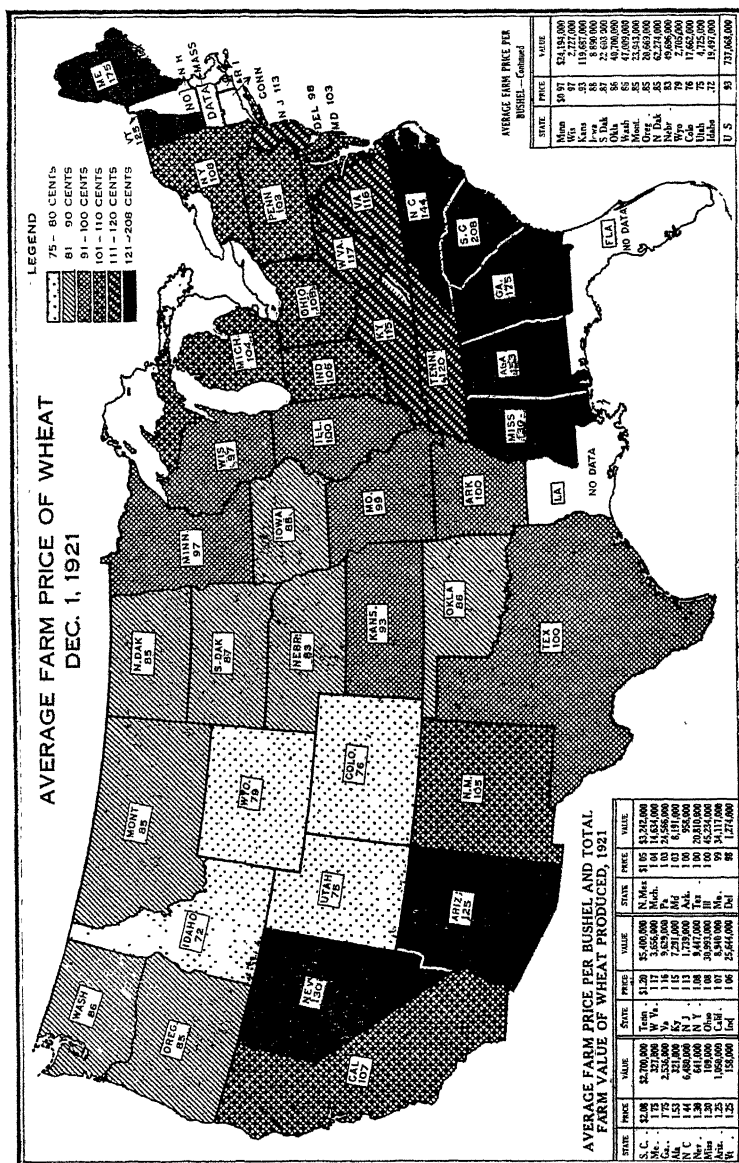 AVERAGE FARM PRICE OF WHEAT
DEC. 1, 1921
LEGEND
75 – 80 CENTS
81 90 CENTS
91–100 CENTS
101–110 CENTS
111–120 CENTS
121–208 CENTS
WASH
86
OREG.
85
CAL
107
NEV.
130
IDAHO
72
UTAH
75
ARIZ.
125
MONT
85
WYO.
79
COLO.
76
N.M.
105
N.DAK
85
S.DAK
87
NEBR.
83
KANS.
93
OKLA
86
TEX
100
MINN.
97
IOWA
88
MO.
99
ARK
100
LA
NO DATA
WIS
97
ILL.
100
MICH.
104
IND
106
OHIO
KY
115
TENN.
120
MISS
ALA
153
GA.
175
FLA.
NO DATA
S.C
208
N C
144
VA
116
W.VA.
117
PENN
103
N Y
108
VT
125
ME
175
NO
DATA
N H
MASS
R I
CONN
N J 113
DEL 98
MD 103
AVERAGE FARM PRICE PER BUSHEL AND TOTAL
FARM VALUE OF WHEAT PRODUCED, 1921
STATE PRICE VALUE STATE PRICE VALUE STATE PRICE VALUE
S. C. $2.08 $2,700,000 Tenn. $1.20 $5,400,000 N. Mex $1 05 $3,242,000
Me. 1 75 321,000 W Va. 1 17 3,656,000 Mich. 1 04 14,634,000
Ga. 1 75 2,536,000 Va 1 16 9,629,000 Pa 1 03 24,586,000
Ala 1.53 321,000 Ky 1 15 7,291,000 Md 1 03 8,191,000
N C 1 44 6,480,000 N J 1 13 1,739,000 Ark. 1 00 958,000
Nev. 1.30 641,000 N Y 1.08 9,447,000 Tex 1 00 20,810,000
Miss 1.30 109,000 Ohio 1 08 30,993,000 Ill 1.00 45,234,000
Ariz. 1.25 1,050,000 Calif. 1 07 8,940 000 Mo. 99 34,117,000
Vt 1.25 158,000 Ind 1 06 25,644,000 Del 98 1,274,000
AVERAGE FARM PRICE PER
BUSHEL—Continued
STATE PRICE VALUE
Minn $0 97 $24,194,000
Wis 97 2,727,000
Kans .93 119,687,000
Iowa 88 8 890 000
S Dak .87 22 603 000
Okla 86 40,700,000
Wash 86 47,009,000
Mont. .85 23,943,000
Oreg .85 20,663,000
N Dak .85 62,274,000
Nebr. 83 49,696,000
Wyo 79 2,705,000
Colo 76 17,662,000
Utah 75 4,725,000
Idaho .72 19,497,000
U S 93 737,068,000